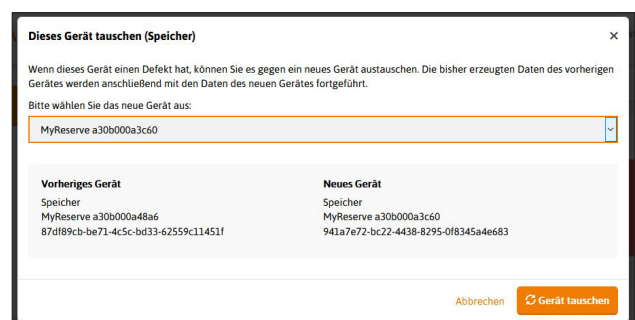 Dieses Gerät tauschen (Speicher)
Wenn dieses Gerät einen Defekt hat, können Sie es gegen ein neues Gerät austauschen. Die bisher erzeugten Daten des vorherigen
Gerätes werden anschließend mit den Daten des neuen Gerätes fortgeführt.
Bitte wählen Sie das neue Gerät aus:
MyReserve a30b000a3c60
Vorheriges Gerät
Speicher
MyReserve a30b000a48a6
87df89cb-be71-4c5c-bd33-62559c11451f
Neues Gerät
Speicher
MyReserve a30b000a3c60
941a7e72-bc22-4438-8295-0f8345a4e683
Abbrechen
Gerät tauschen